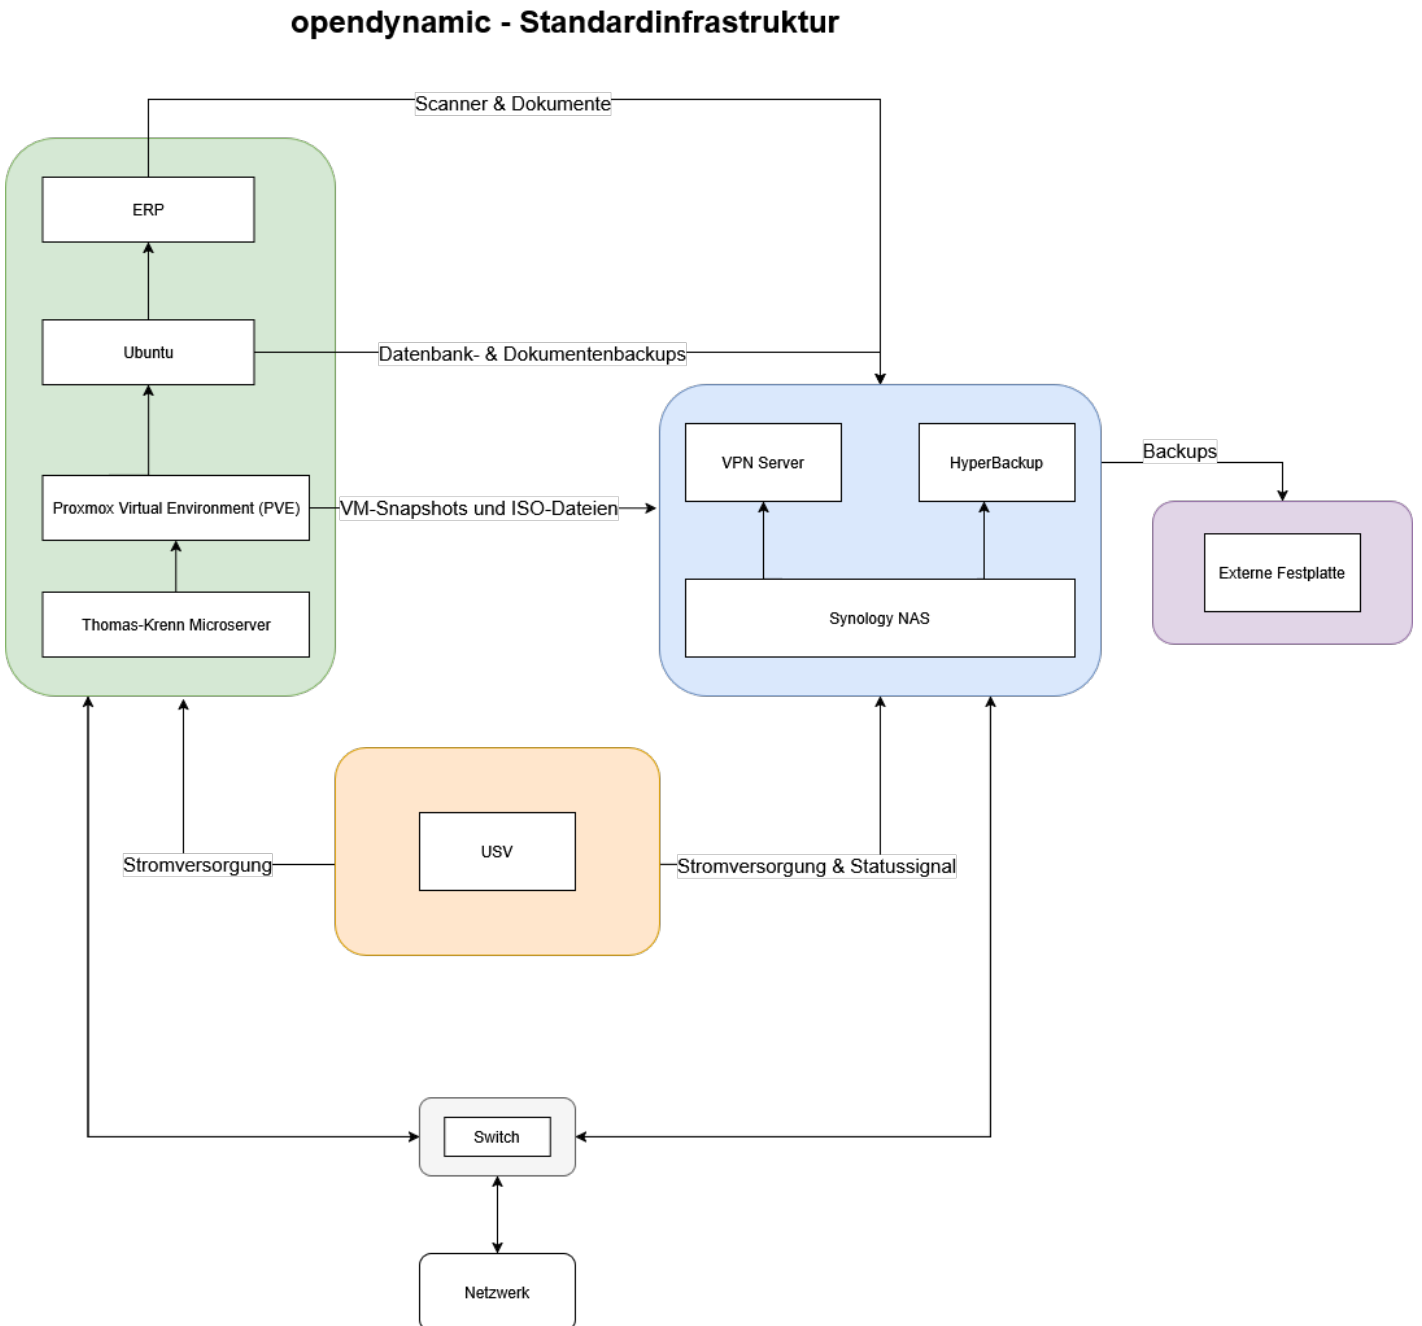 opendynamic - Standardinfrastruktur
Scanner & Dokumente
ERP
Ubuntu
Datenbank- & Dokumentenbackups
VPN Server
HyperBackup
Backups
Proxmox Virtual Environment (PVE)
VM-Snapshots und ISO-Dateien
Externe Festplatte
Thomas-Krenn Microserver
Synology NAS
USV
Stromversorgung
Stromversorgung & Statussignal
Switch
Netzwerk